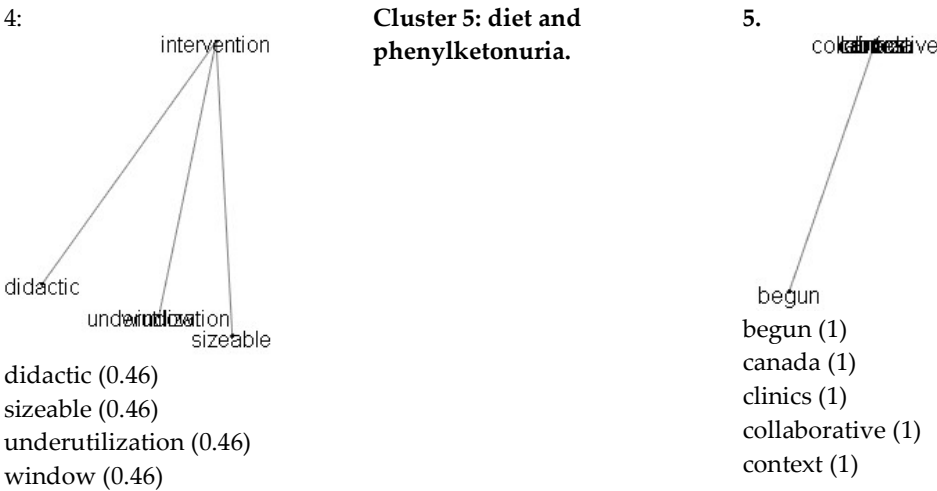 4:
intervention
didactic
sizeable
didactic (0.46)
sizeable (0.46)
underutilization (0.46)
window (0.46)
Cluster 5: diet and
phenylketonuria.
5.
begun
begun (1)
canada (1)
clinics (1)
collaborative (1)
context (1)